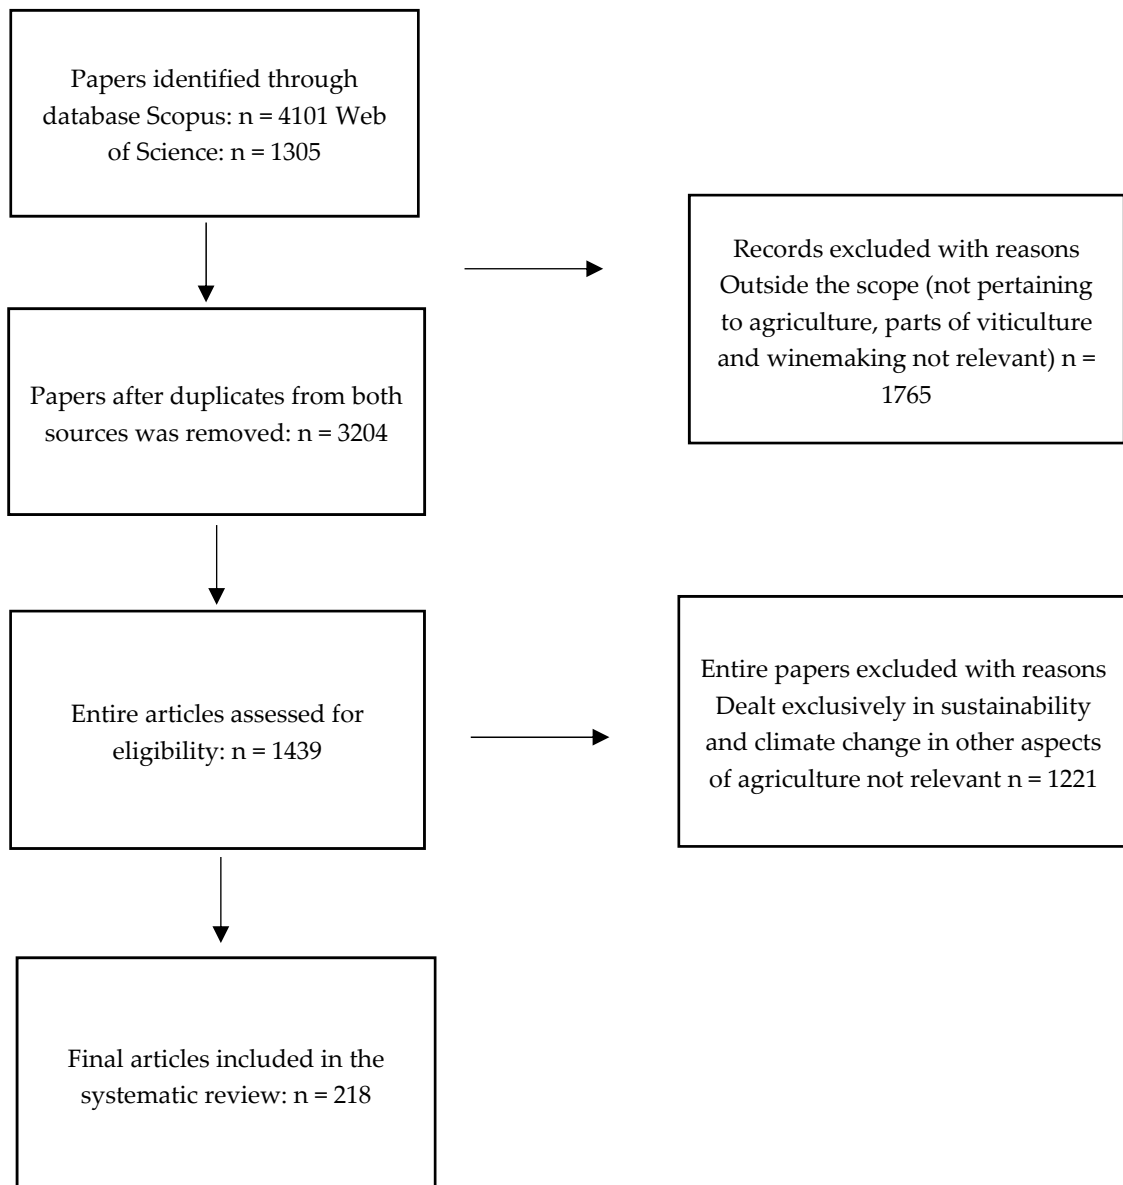 Papers identified through
database Scopus: n = 4101 Web
of Science: n = 1305
Records excluded with reasons
Outside the scope (not pertaining
to agriculture, parts of viticulture
and winemaking not relevant) n =
1765
Papers after duplicates from both
sources was removed: n = 3204
Entire articles assessed for
eligibility: n = 1439
Entire papers excluded with reasons
Dealt exclusively in sustainability
and climate change in other aspects
of agriculture not relevant n = 1221
Final articles included in the
systematic review: n = 218